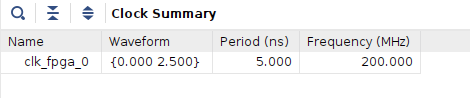 Clock Summary
Name Waveform Period (ns) Frequency (MHz)
clk_fpga_0 {0.000 2.500} 5.000 200.000